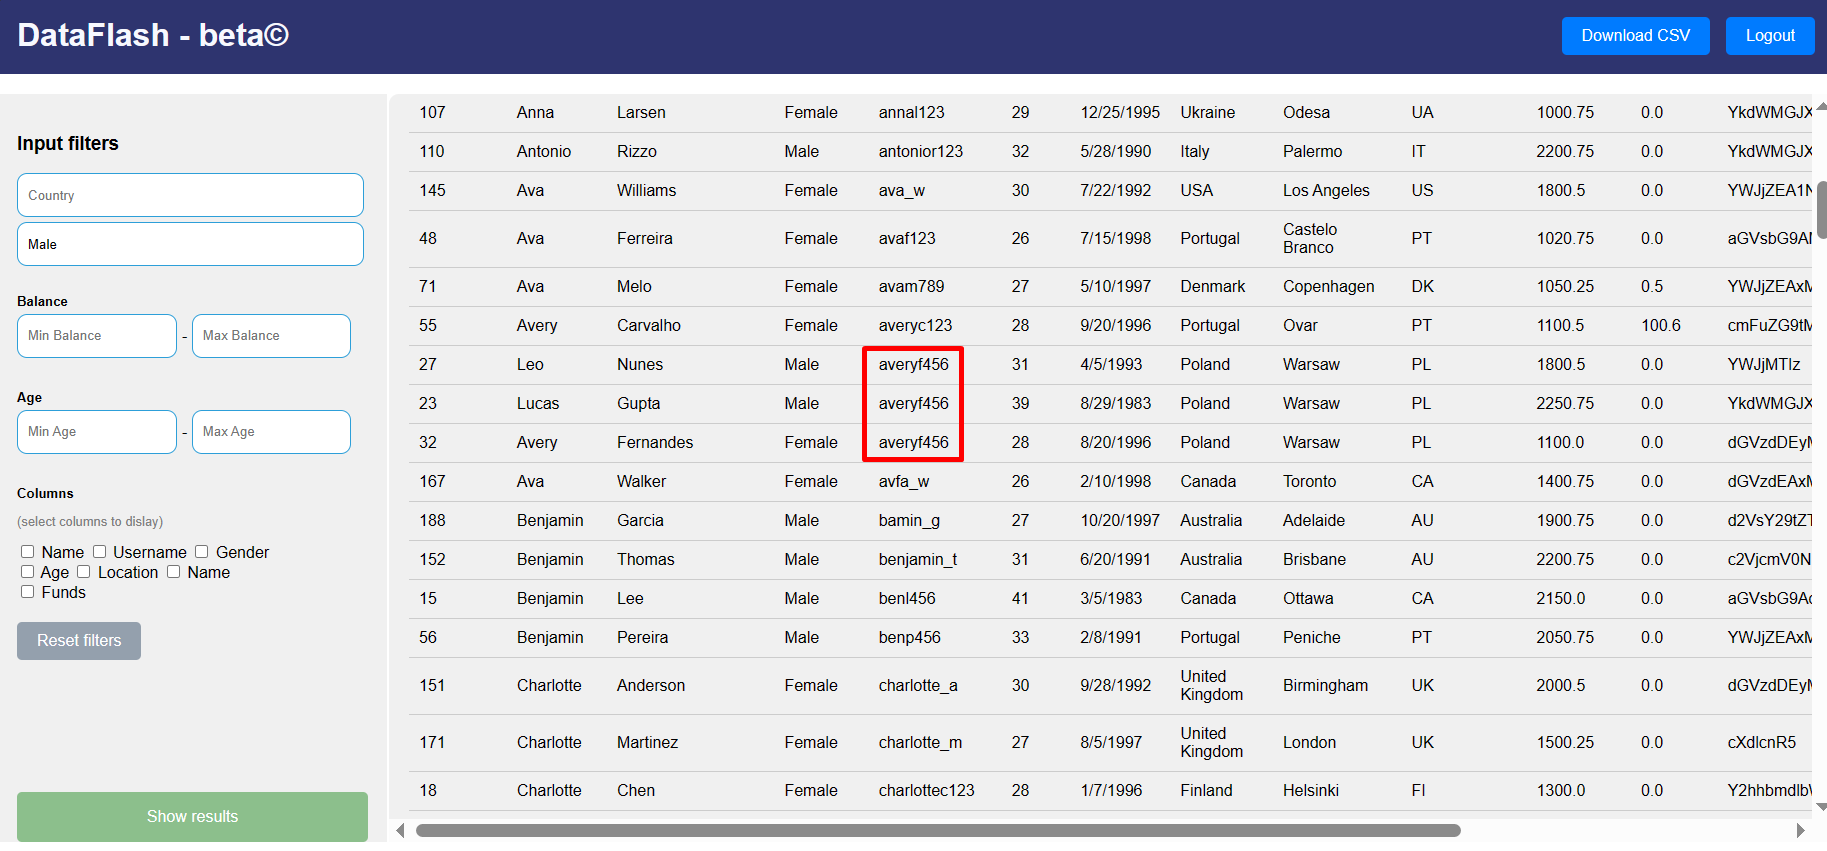 DataFlash - beta©
Download CSV
Logout
Input filters
Country
Male
Balance
Min Balance - Max Balance
Age
Min Age - Max Age
Columns
(select columns to dislay)
Name Username Gender
Age Location Name
Funds
Reset filters
Show results
107 Anna Larsen Female annal123 29 12/25/1995 Ukraine Odesa UA 1000.75 0.0 YkdWMGJX
110 Antonio Rizzo Male antonior123 32 5/28/1990 Italy Palermo IT 2200.75 0.0 YkdWMGJX
145 Ava Williams Female ava_w 30 7/22/1992 USA Los Angeles US 1800.5 0.0 YWJjZEA1N
48 Ava Ferreira Female avaf123 26 7/15/1998 Portugal Castelo Branco PT 1020.75 0.0 aGVsbG9AM
71 Ava Melo Female avam789 27 5/10/1997 Denmark Copenhagen DK 1050.25 0.5 YWJjZEAxM
55 Avery Carvalho Female averyc123 28 9/20/1996 Portugal Ovar PT 1100.5 100.6 cmFuZG9tM
27 Leo Nunes Male averyf456 31 4/5/1993 Poland Warsaw PL 1800.5 0.0 YWJjMTIz
23 Lucas Gupta Male averyf456 39 8/29/1983 Poland Warsaw PL 2250.75 0.0 YkdWMGJX
32 Avery Fernandes Female averyf456 28 8/20/1996 Poland Warsaw PL 1100.0 0.0 dGVzdDEyM
167 Ava Walker Female avfa_w 26 2/10/1998 Canada Toronto CA 1400.75 0.0 dGVzdEAxM
188 Benjamin Garcia Male bamin_g 27 10/20/1997 Australia Adelaide AU 1900.75 0.0 d2VsY29tZT
152 Benjamin Thomas Male benjamin_t 31 6/20/1991 Australia Brisbane AU 2200.75 0.0 c2VjcmV0N
15 Benjamin Lee Male benl456 41 3/5/1983 Canada Ottawa CA 2150.0 0.0 aGVsbG9Ac
56 Benjamin Pereira Male benp456 33 2/8/1991 Portugal Peniche PT 2050.75 0.0 YWJjZEAxM
151 Charlotte Anderson Female charlotte_a 30 9/28/1992 United Kingdom Birmingham UK 2000.5 0.0 dGVzdDEyM
171 Charlotte Martinez Female charlotte_m 27 8/5/1997 United Kingdom London UK 1500.25 0.0 cXdlcnR5
18 Charlotte Chen Female charlottec123 28 1/7/1996 Finland Helsinki FI 1300.0 0.0 Y2hhbmdlbW